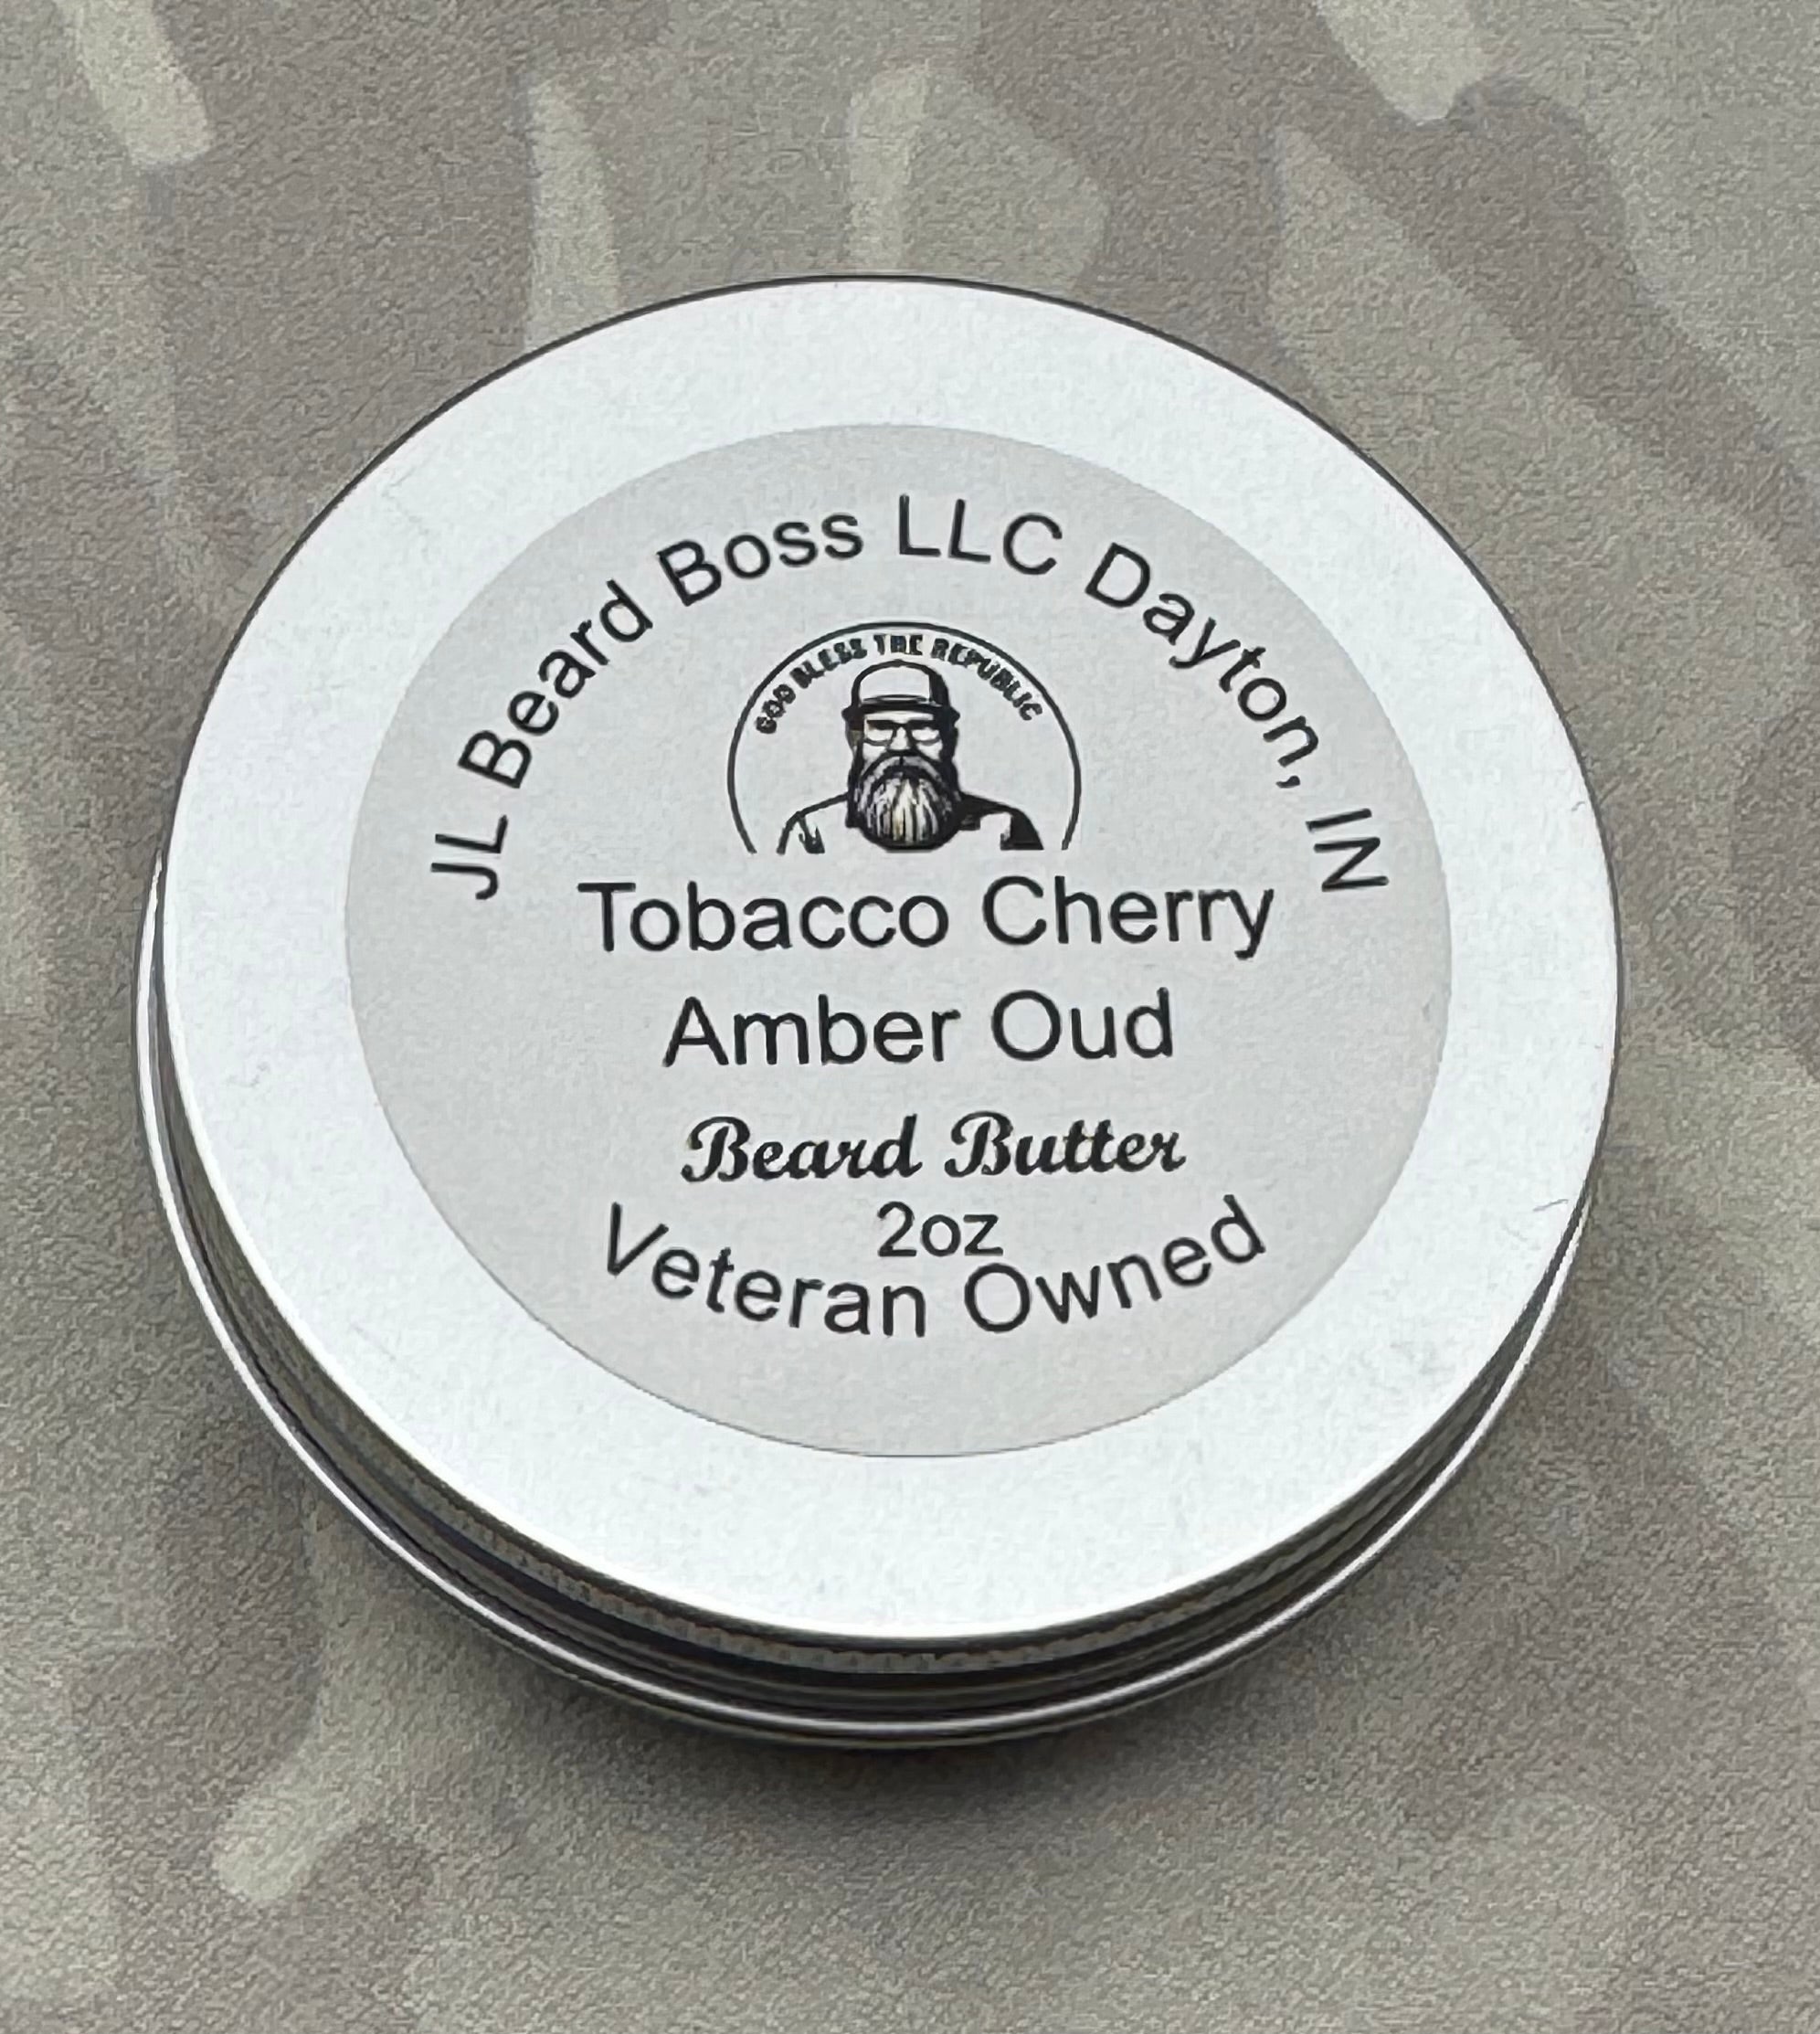 JL Beard Boss LLC Dayton, IN
GOD BLESS THE REPUBLIC
Tobacco Cherry
Amber Oud
Beard Butter
2oz
Veteran Owned